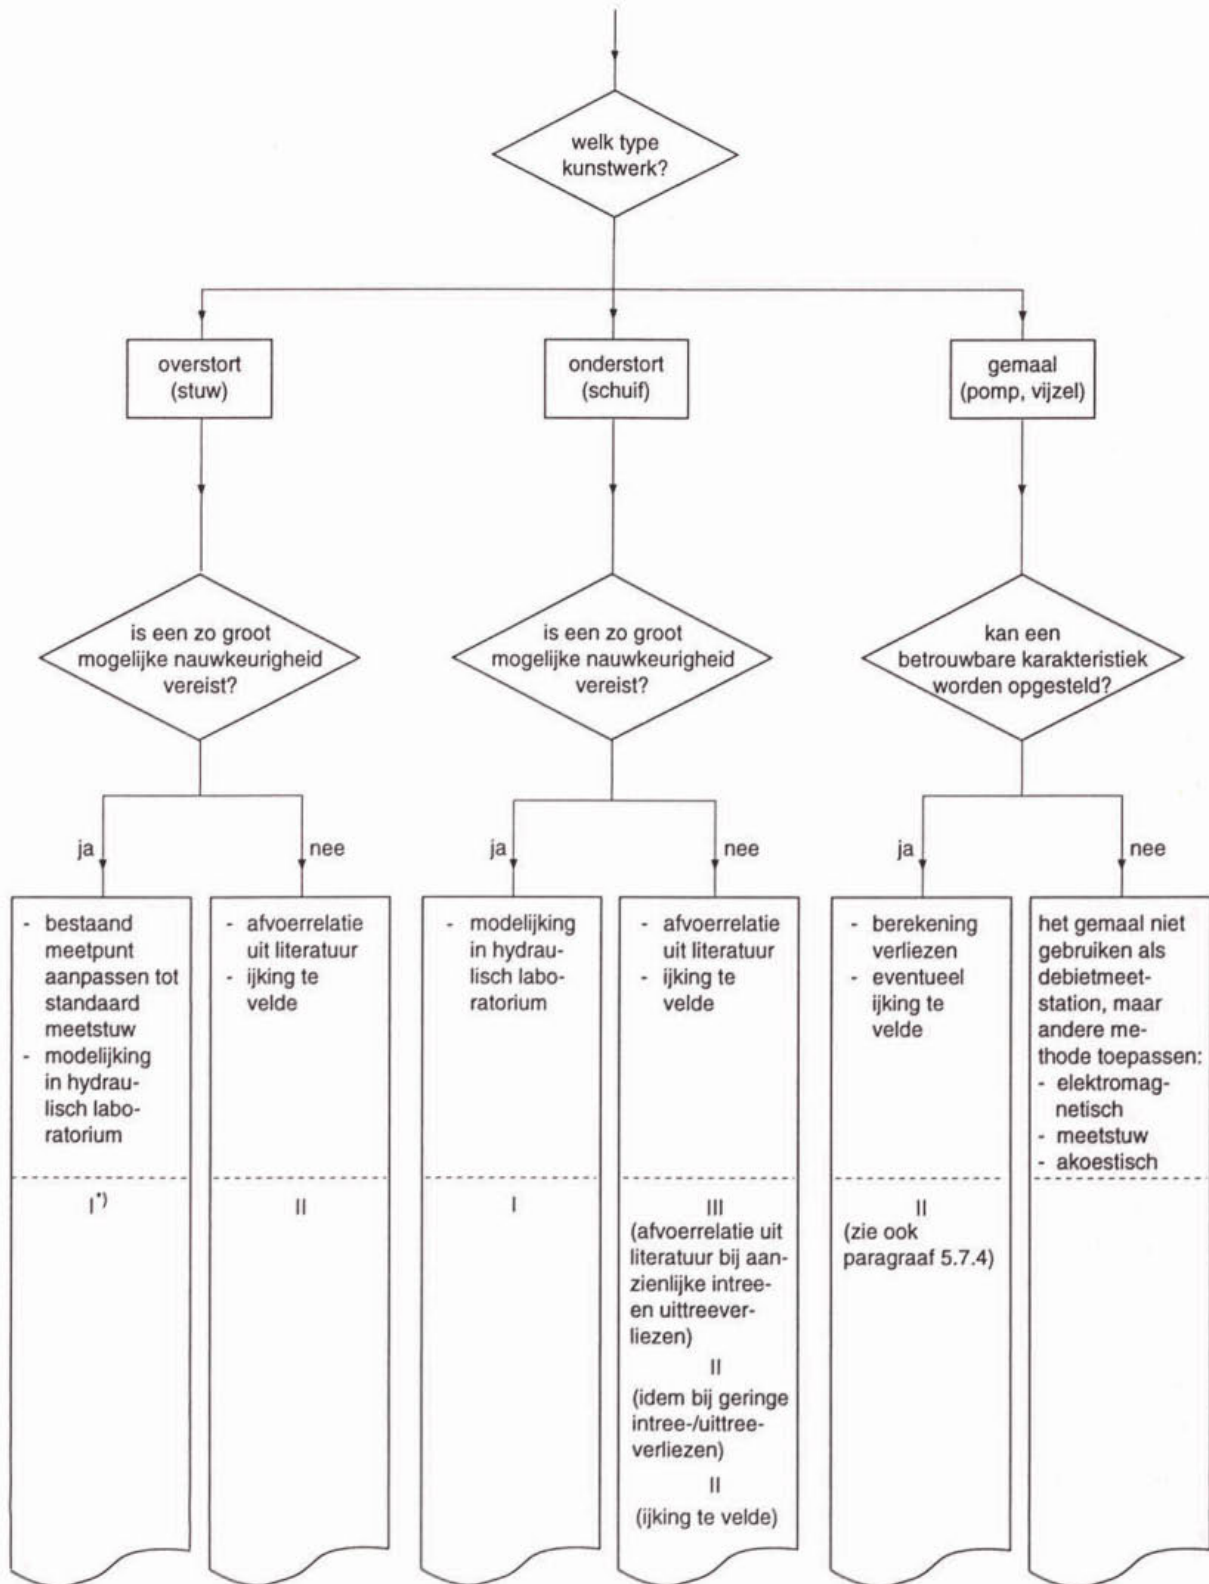 welk type
kunstwerk?
overstort
(stuw)
onderstort
(schuif)
gemaal
(pomp, vijzel)
is een zo groot
mogelijke nauwkeurigheid
vereist?
is een zo groot
mogelijke nauwkeurigheid
vereist?
kan een
betrouwbare karakteristiek
worden opgesteld?
ja
nee
ja
nee
ja
nee
- bestaand
meetpunt
aanpassen tot
standaard
meetstuw
- modelijking
in hydrau-
lisch labo-
ratorium
I*)
- afvoerrelatie
uit literatuur
- ijking te
velde
II
- modelijking
in hydrau-
lisch labo-
ratorium
I
- afvoerrelatie
uit literatuur
- ijking te
velde
III
(afvoerrelatie uit
literatuur bij aan-
zienlijke intree-
en uittreever-
liezen)
II
(idem bij geringe
intree-/uittree-
verliezen)
II
(ijking te velde)
- berekening
verliezen
- eventueel
ijking te
velde
II
(zie ook
paragraaf 5.7.4)
het gemaal niet
gebruiken als
debietmeet-
station, maar
andere me-
thode toepassen:
- elektromag-
netisch
- meetstuw
- akoestisch